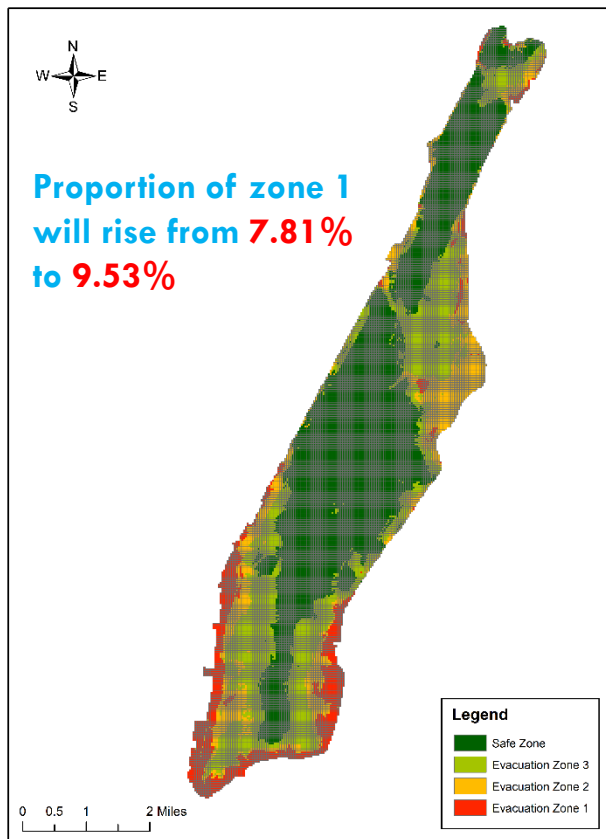 N
W E
S
Proportion of zone 1
will rise from 7.81%
to 9.53%
Legend
Safe Zone
Evacuation Zone 3
Evacuation Zone 2
Evacuation Zone 1
0 0.5 1 2 Miles